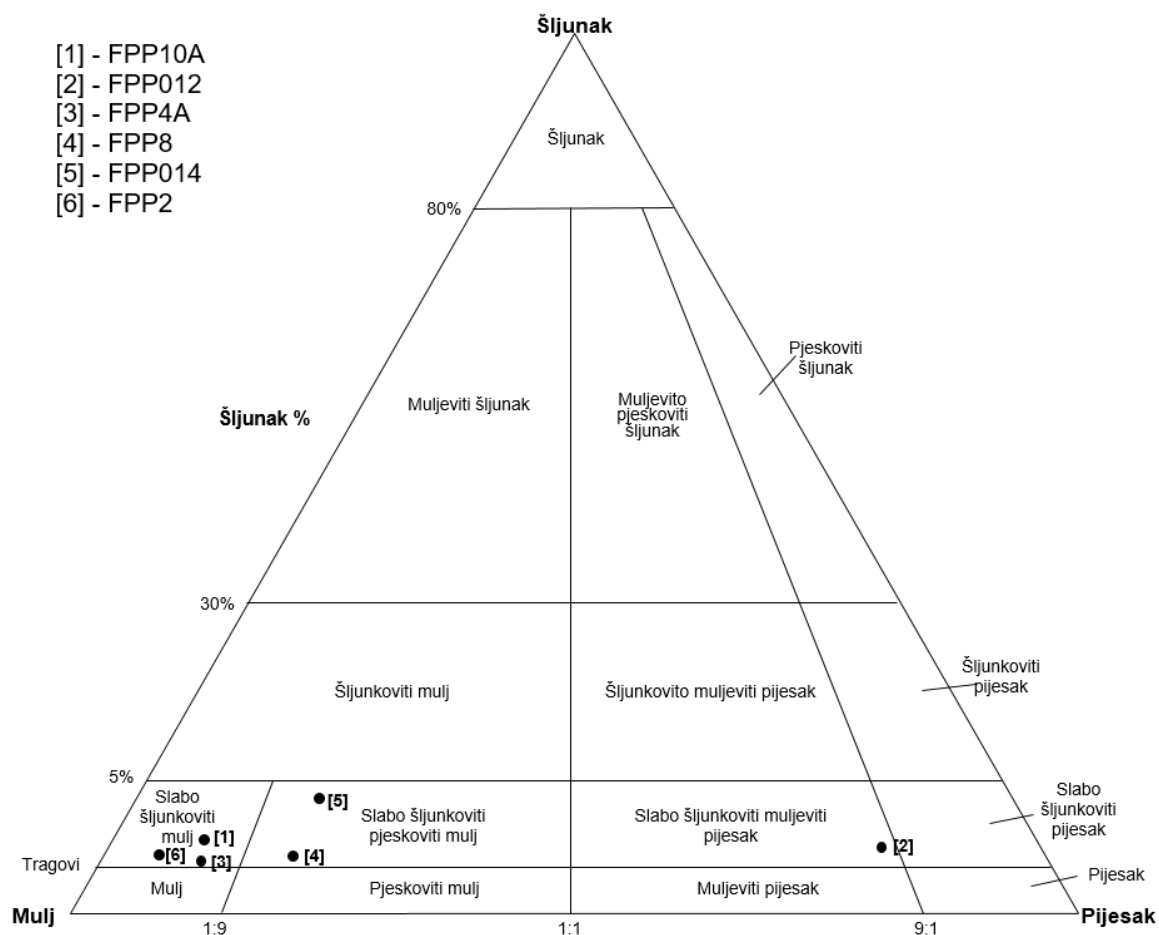 Šljunak
[1] - FPP10A
[2] - FPP012
[3] - FPP4A
[4] - FPP8
[5] - FPP014
[6] - FPP2
Šljunak
80%
Pjeskoviti
šljunak
Muljeviti šljunak
Muljevito
pjeskoviti
šljunak
Šljunak %
30%
Šljunkoviti mulj
Šljunkovito muljeviti pijesak
Šljunkoviti
pijesak
5%
Slabo
šljunkoviti
mulj
[1]
[6]
[3]
[5]
Slabo šljunkoviti
pjeskoviti mulj
[4]
Slabo šljunkoviti muljeviti
pijesak
[2]
Slabo
šljunkoviti
pijesak
Tragovi
Mulj
Pjeskoviti mulj
Muljeviti pijesak
Pijesak
Mulj
Pijesak
1:9
1:1
9:1